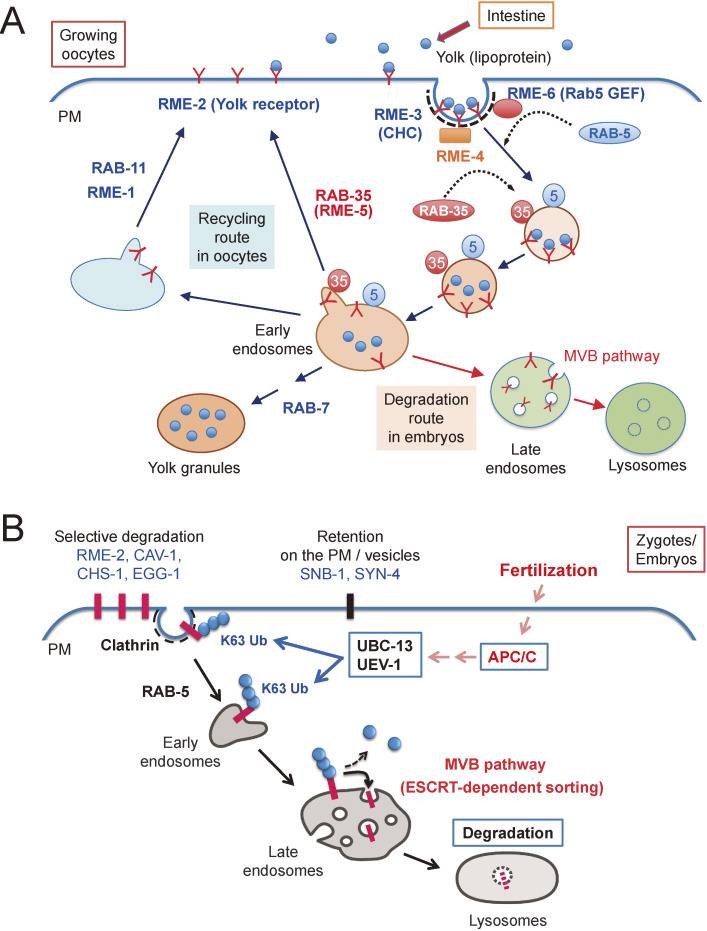 A
Growing
oocytes
Intestine
Yolk (lipoprotein)
PM
RME-2 (Yolk receptor)
RME-3
(CHC)
RME-6 (Rab5 GEF)
RME-4
RAB-5
RAB-11
RME-1
RAB-35
(RME-5)
RAB-35
Recycling
route
in oocytes
35
5
35
5
35
5
Early
endosomes
MVB pathway
RAB-7
Degradation
route
in embryos
Yolk granules
Late
endosomes
Lysosomes
B
Selective degradation
RME-2, CAV-1,
CHS-1, EGG-1
Retention
on the PM / vesicles
SNB-1, SYN-4
Zygotes/
Embryos
Fertilization
PM
Clathrin
K63 Ub
UBC-13
UEV-1
APC/C
RAB-5
K63 Ub
Early
endosomes
MVB pathway
(ESCRT-dependent sorting)
Late
endosomes
Degradation
Lysosomes